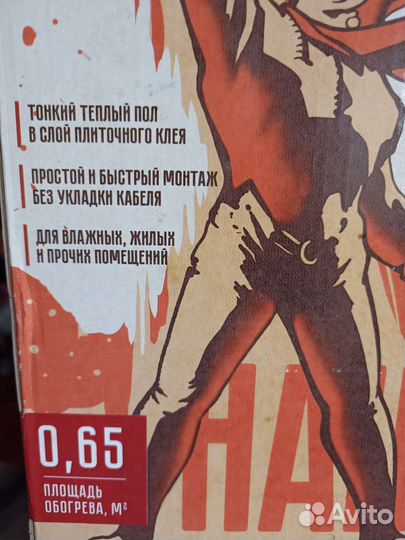 ТОНКИЙ ТЕПЛЫЙ ПОЛ
В СЛОЙ ПЛИТОЧНОГО КЛЕЯ
ПРОСТОЙ И БЫСТРЫЙ МОНТАЖ
БЕЗ УКЛАДКИ КАБЕЛЯ
ДЛЯ ВЛАЖНЫХ, ЖИЛЫХ
И ПРОЧИХ ПОМЕЩЕНИЙ
0,65
ПЛОЩАДЬ
ОБОГРЕВА, М²
Avito